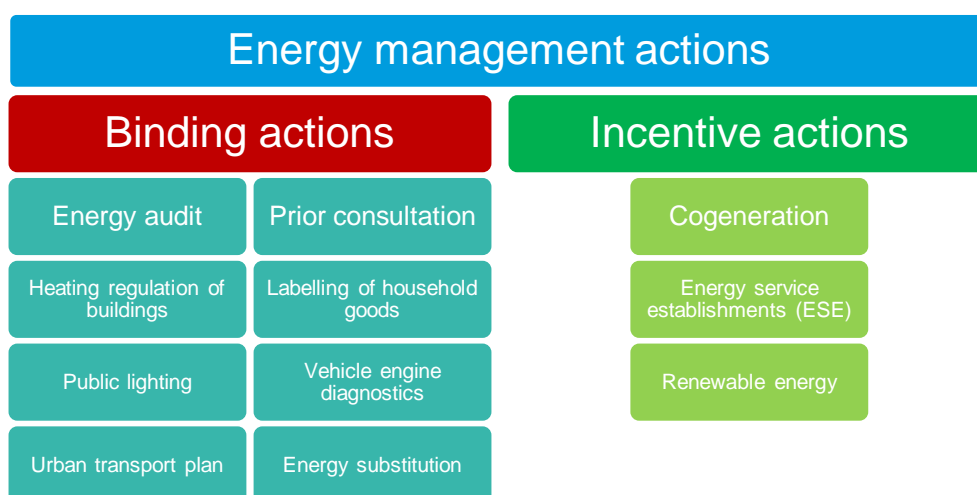 Energy management actions
Binding actions
Incentive actions
Energy audit
Prior consultation
Cogeneration
Heating regulation of
buildings
Labelling of household
goods
Energy service
establishments (ESE)
Public lighting
Vehicle engine
diagnostics
Renewable energy
Urban transport plan
Energy substitution